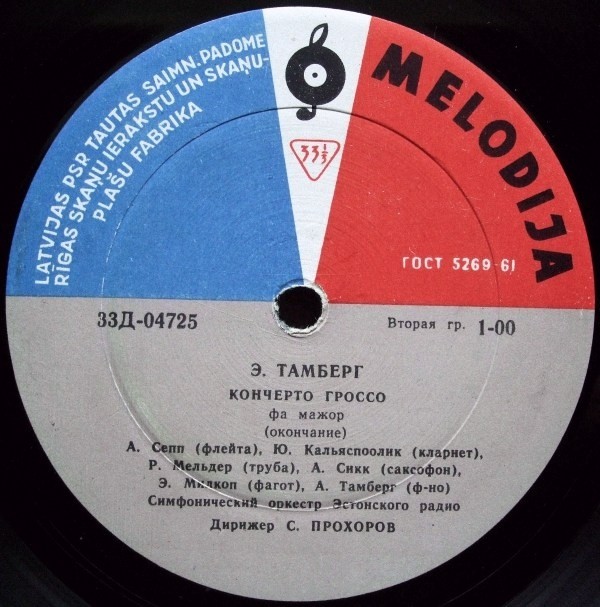 LATVIJAS PSR TAUTAS SAIMN. PADOME
RĪGAS SKAŅU IERAKSTU UN SKAŅU-
PLAŠU FABRIKA
33⅓
MELODIJA
ГОСТ 5269-61
33Д-04725
Вторая гр. 1-00
Э. ТАМБЕРГ
КОНЧЕРТО ГРОССО
фа мажор
(окончание)
А. Сепп (флейта), Ю. Кальяспоолик (кларнет),
Р. Мельдер (труба), А. Сикк (саксофон),
Э. Милкоп (фагот), А. Тамберг (ф-но)
Симфонический оркестр Эстонского радио
Дирижер С. ПРОХОРОВ